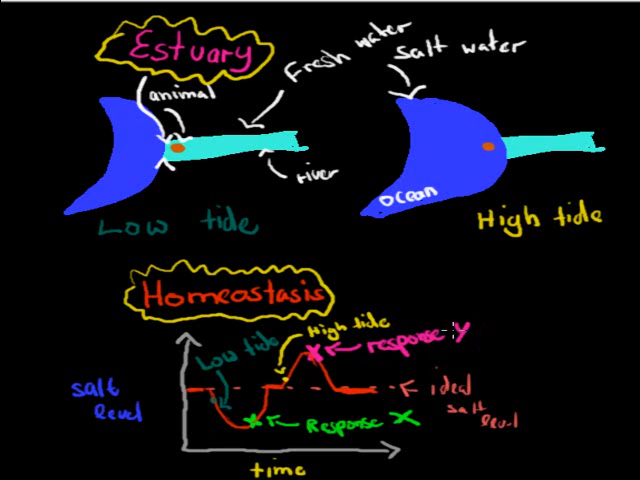 Estuary
Fresh water
Salt water
animal
river
ocean
Low tide
High tide
Homeostasis
High tide
Low tide
response Y
ideal
salt
level
salt
level
Response X
time